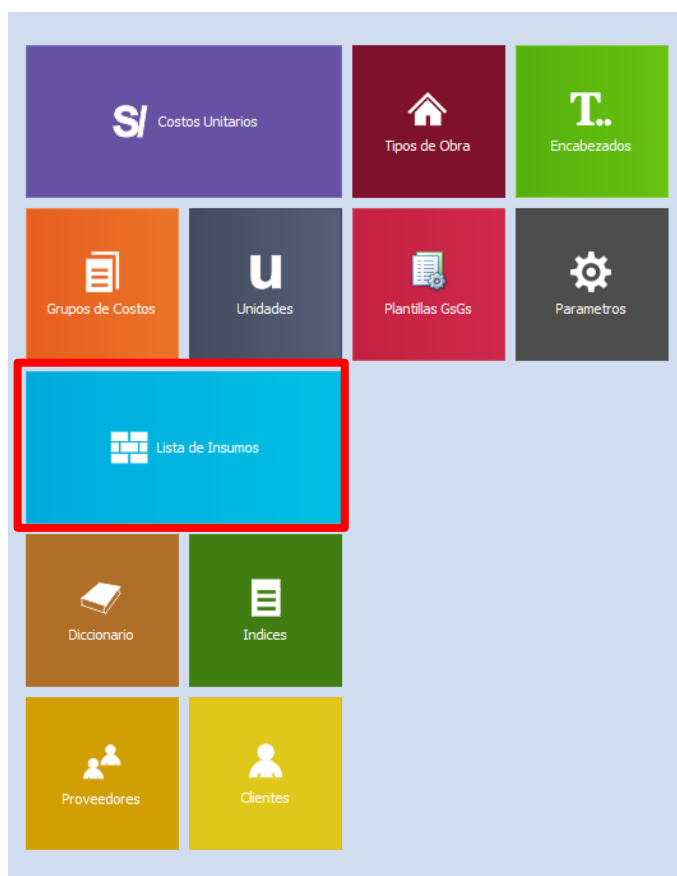 S/ Costos Unitarios
Tipos de Obra
T..
Encabezados
Grupos de Costos
u
Unidades
Plantillas GsGs
Parametros
Lista de Insumos
Diccionario
Indices
Proveedores
Clientes